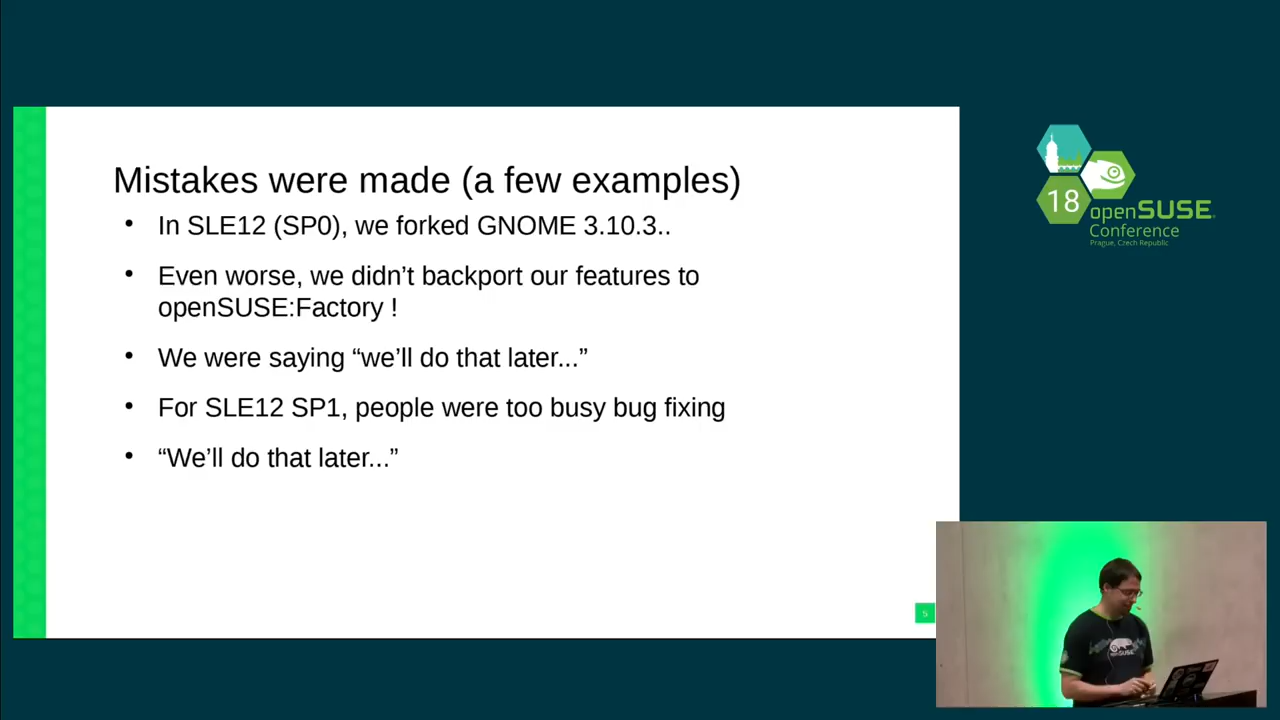 Mistakes were made (a few examples)
• In SLE12 (SP0), we forked GNOME 3.10.3..
• Even worse, we didn’t backport our features to
openSUSE:Factory !
• We were saying “we’ll do that later...”
• For SLE12 SP1, people were too busy bug fixing
• “We’ll do that later...”
5
18
openSUSE
Conference
Prague, Czech Republic
openSUSE